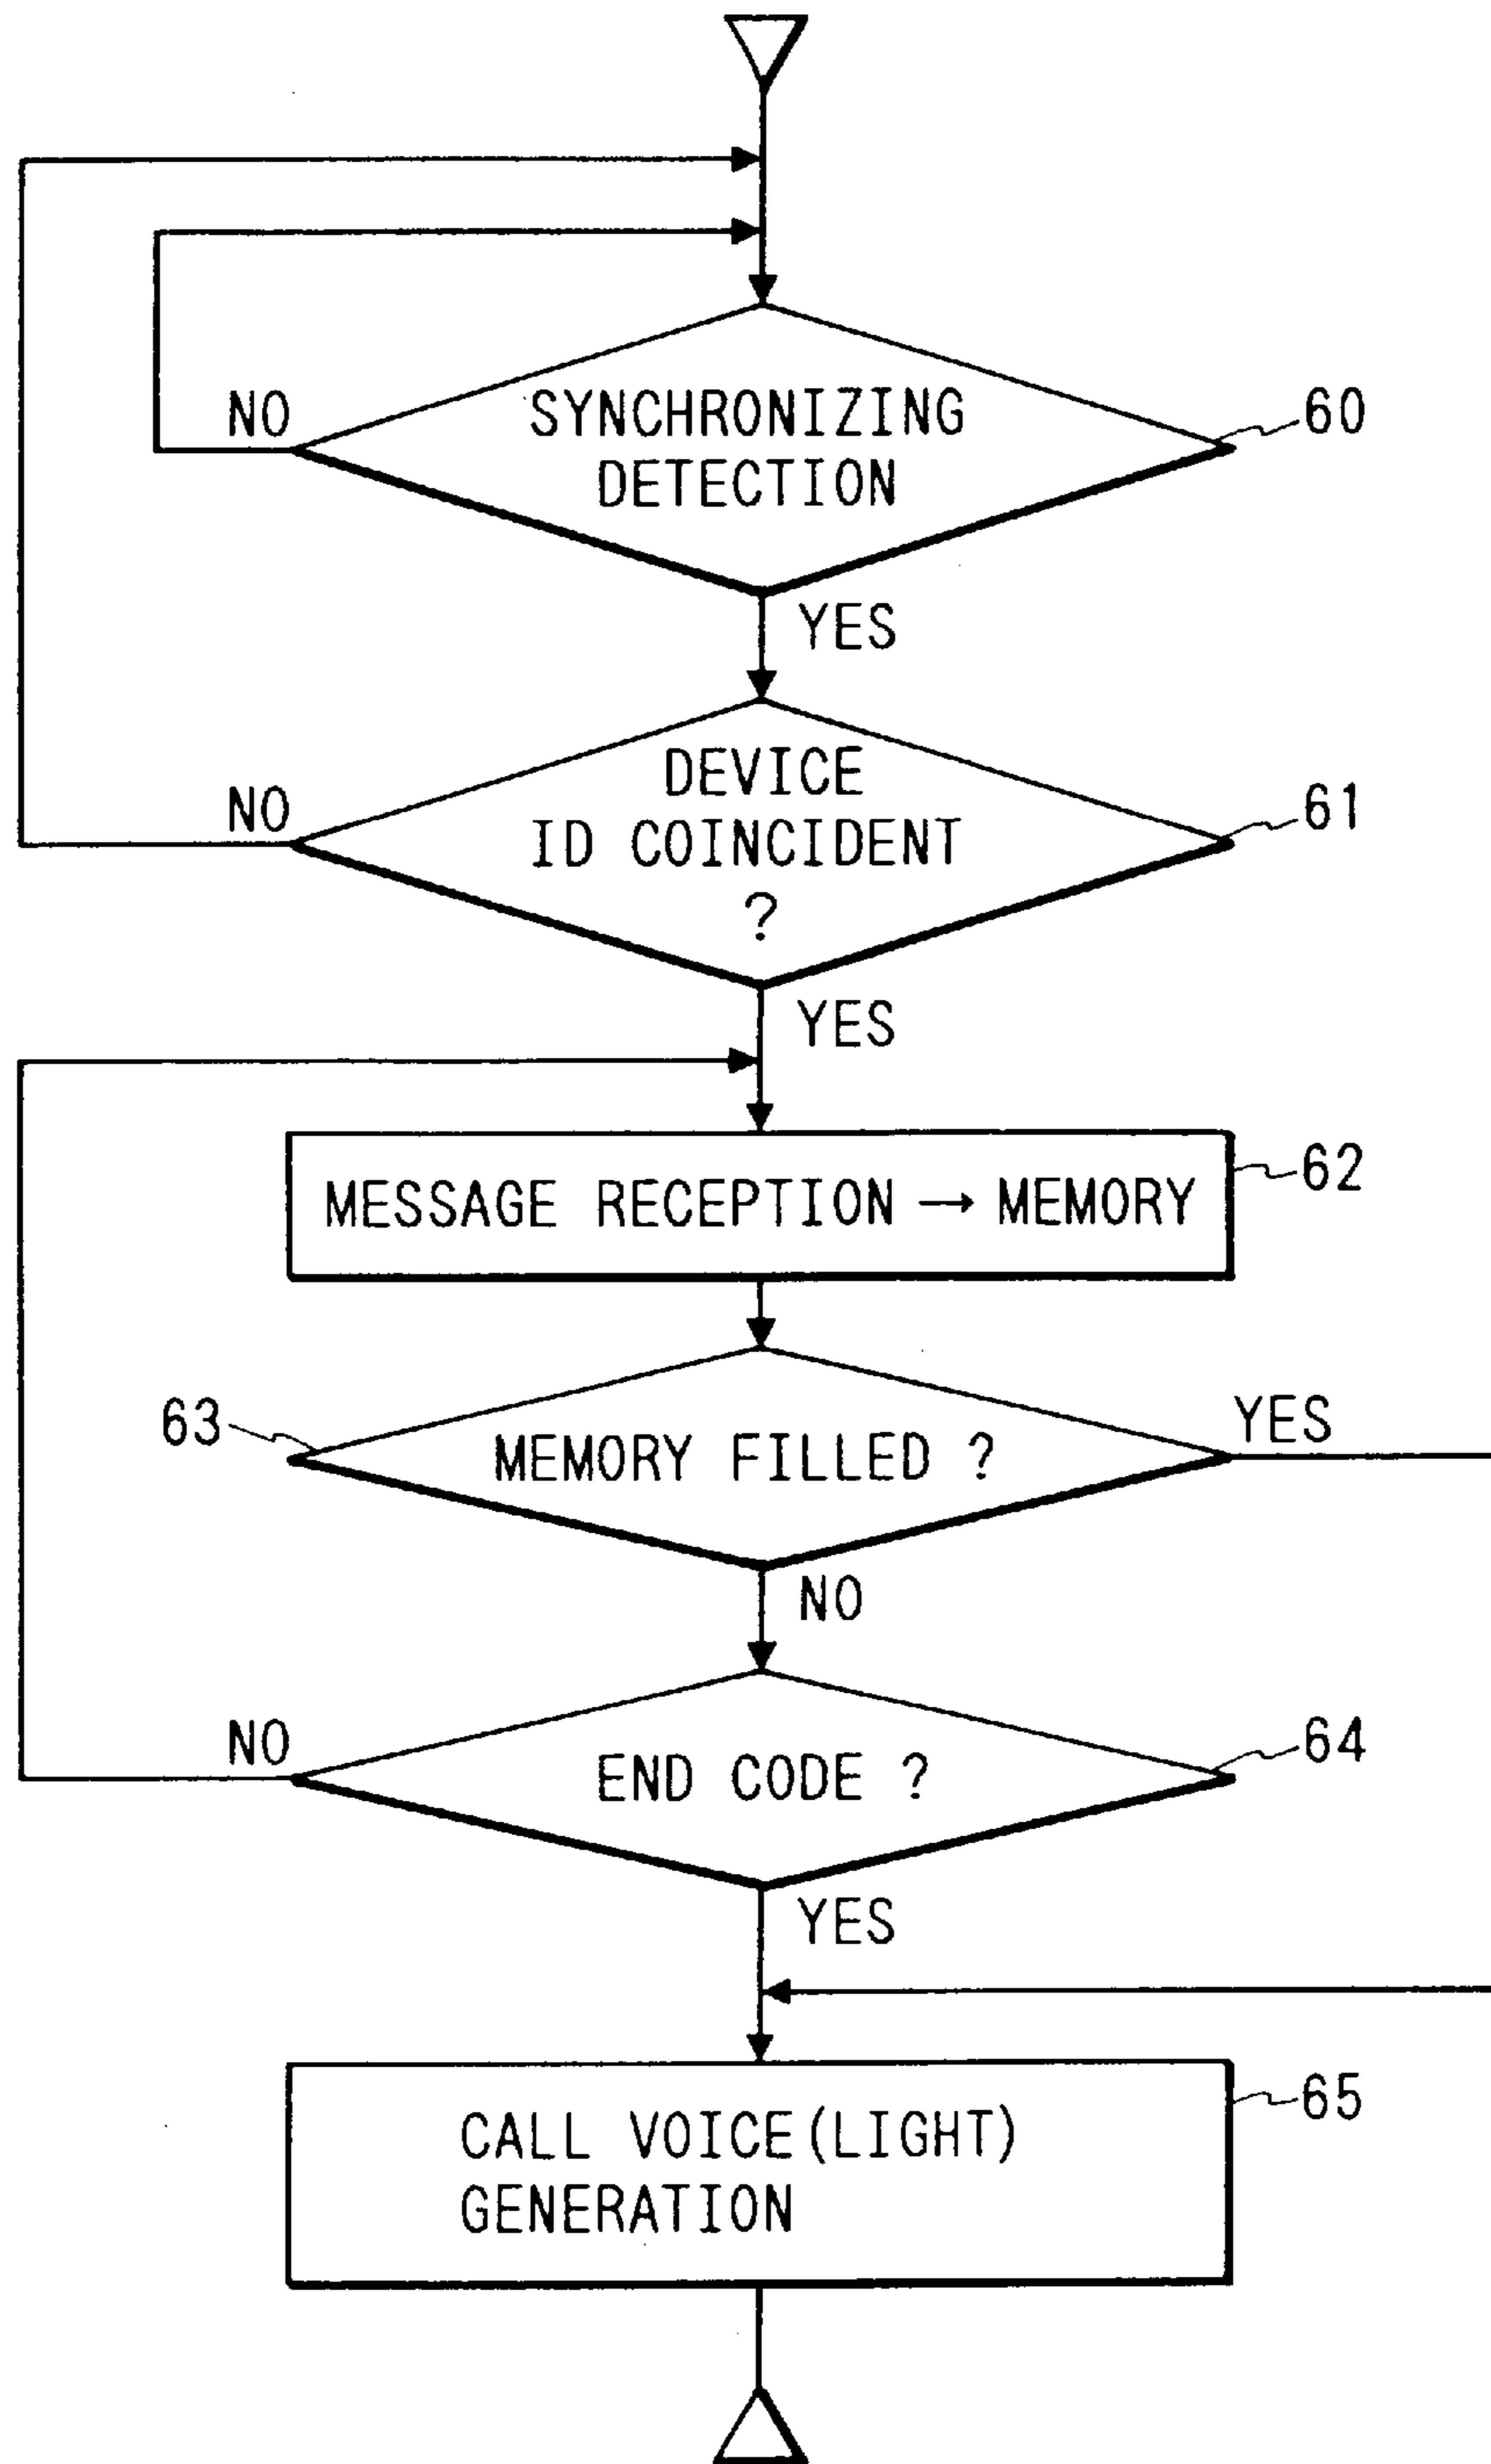 NO
SYNCHRONIZING
DETECTION
60
YES
NO
DEVICE
ID COINCIDENT
?
61
YES
MESSAGE RECEPTION → MEMORY
62
63
MEMORY FILLED ?
YES
NO
NO
END CODE ?
64
YES
CALL VOICE(LIGHT)
GENERATION
65